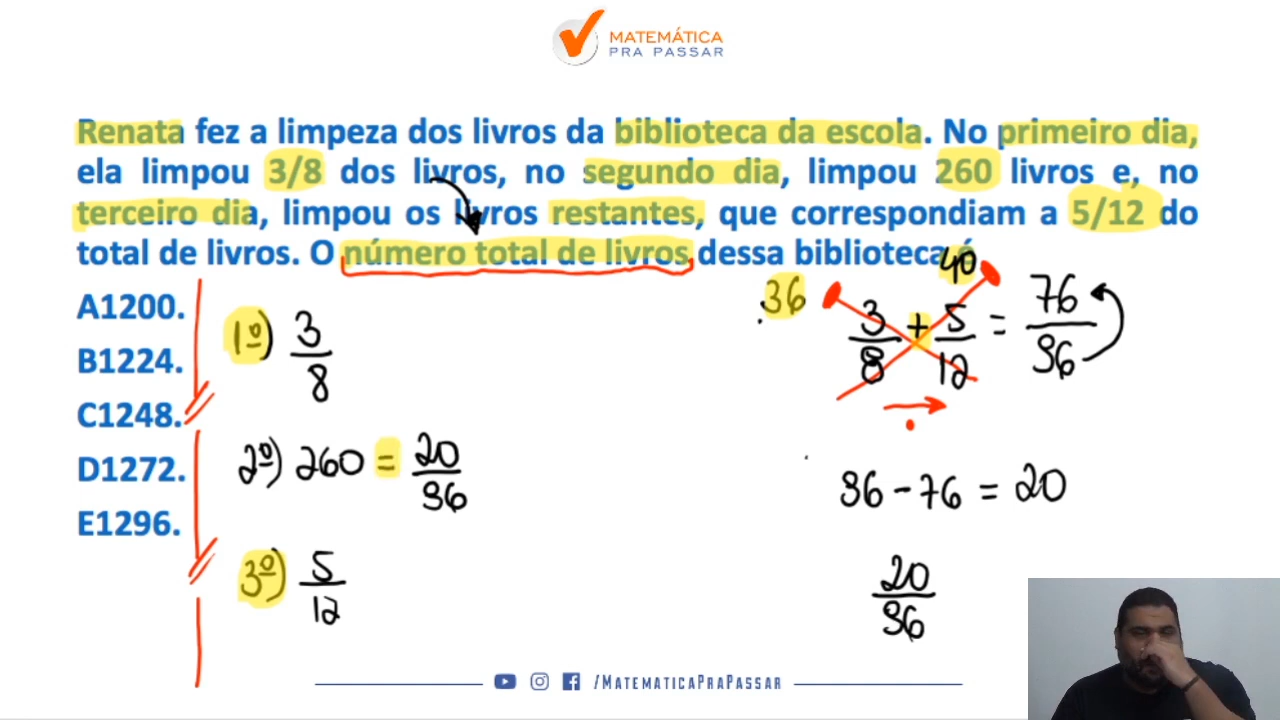 MATEMÁTICA
PRA PASSAR
Renata fez a limpeza dos livros da biblioteca da escola. No primeiro dia,
ela limpou 3/8 dos livros, no segundo dia, limpou 260 livros e, no
terceiro dia, limpou os livros restantes, que correspondiam a 5/12 do
total de livros. O número total de livros dessa biblioteca é
A1200.
B1224.
C1248.
D1272.
E1296.
1º) 3/8
2º) 260 = 20/96
3º) 5/12
36 40
3/8 + 5/12 = 76/96
96 - 76 = 20
20/96
/MATEMATICAPRAPASSAR